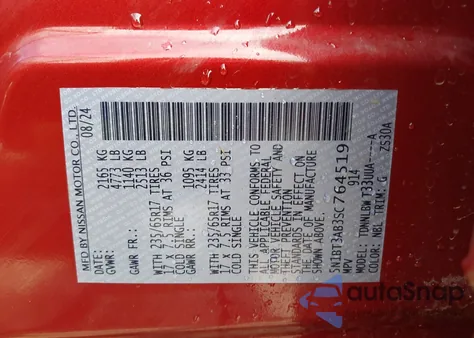 MFD BY NISSAN MOTOR CO., LTD.
DATE: 08/24
GVWR: 2165 KG
4773 LB
GAWR FR: 1140 KG
2513 LB
WITH 235/65R17 TIRES
17 X 7.5 RIMS AT 36 PSI
COLD SINGLE
GAWR RR: 1095 KG
2414 LB
WITH 235/65R17 TIRES
17 X 7.5 RIMS AT 33 PSI
COLD SINGLE
THIS VEHICLE CONFORMS TO ALL
APPLICABLE FEDERAL
MOTOR VEHICLE SAFETY AND
THEFT PREVENTION
STANDARDS IN EFFECT ON
THE DATE OF MANUFACTURE
SHOWN ABOVE.
5N1BT3AB3SC764519
MPV 914
MODEL:
COLOR: NBL TRIM: G ZS30A
autoSnap